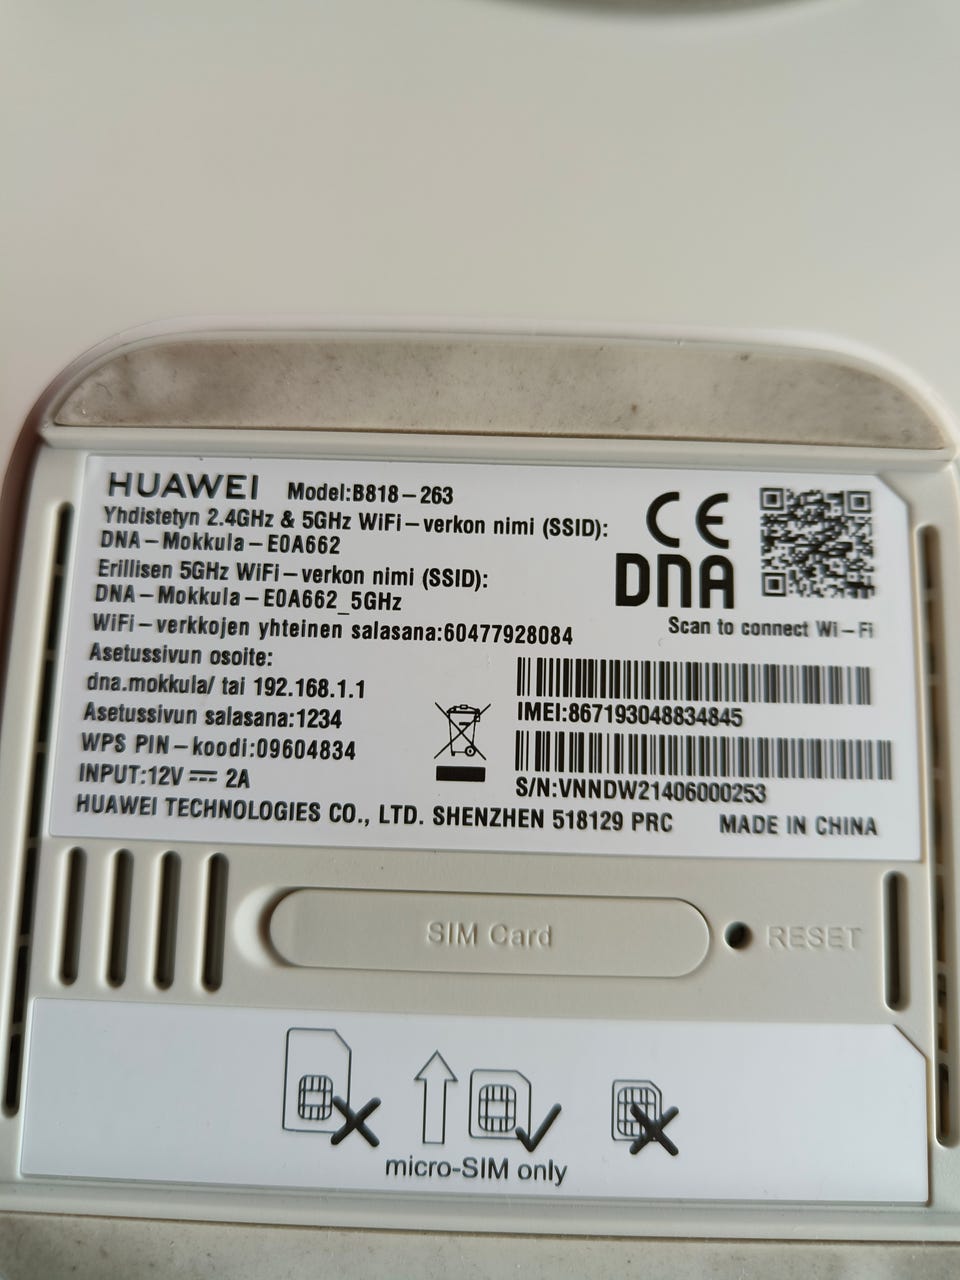 HUAWEI Model:B818-263
Yhdistetyn 2.4GHz & 5GHz WiFi-verkon nimi (SSID):
DNA-Mokkula-E0A662
Erillisen 5GHz WiFi-verkon nimi (SSID):
DNA-Mokkula-E0A662_5GHz
WiFi-verkkojen yhteinen salasana:60477928084
Asetussivun osoite:
dna.mokkula/ tai 192.168.1.1
Asetussivun salasana:1234
WPS PIN-koodi:09604834
INPUT:12V ⎓ 2A
HUAWEI TECHNOLOGIES CO., LTD. SHENZHEN 518129 PRC
CE
DNA
Scan to connect Wi-Fi
IMEI:867193048834845
S/N:VNNDW21406000253
MADE IN CHINA
SIM Card
RESET
micro-SIM only